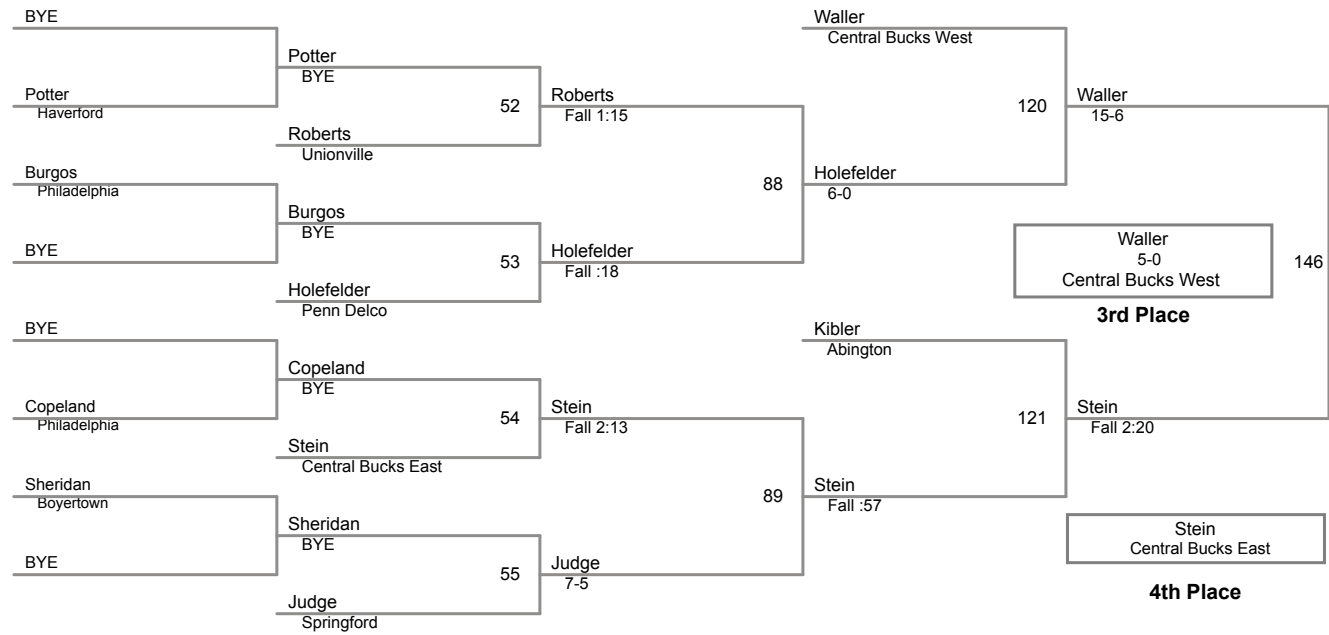 BYE
Potter
Haverford
Burgos
Philadelphia
BYE
BYE
Copeland
Philadelphia
Sheridan
Boyertown
BYE
Potter
BYE
52
Roberts
Unionville
Burgos
BYE
53
Holefelder
Penn Delco
Copeland
BYE
54
Stein
Central Bucks East
Sheridan
BYE
55
Judge
Springford
Roberts
Fall 1:15
88
Holefelder
Fall :18
Stein
Fall 2:13
89
Judge
7-5
Waller
Central Bucks West
120
Holefelder
6-0
Kibler
Abington
121
Stein
Fall :57
Waller
15-6
146
Stein
Fall 2:20
Waller
5-0
Central Bucks West
3rd Place
Stein
Central Bucks East
4th Place